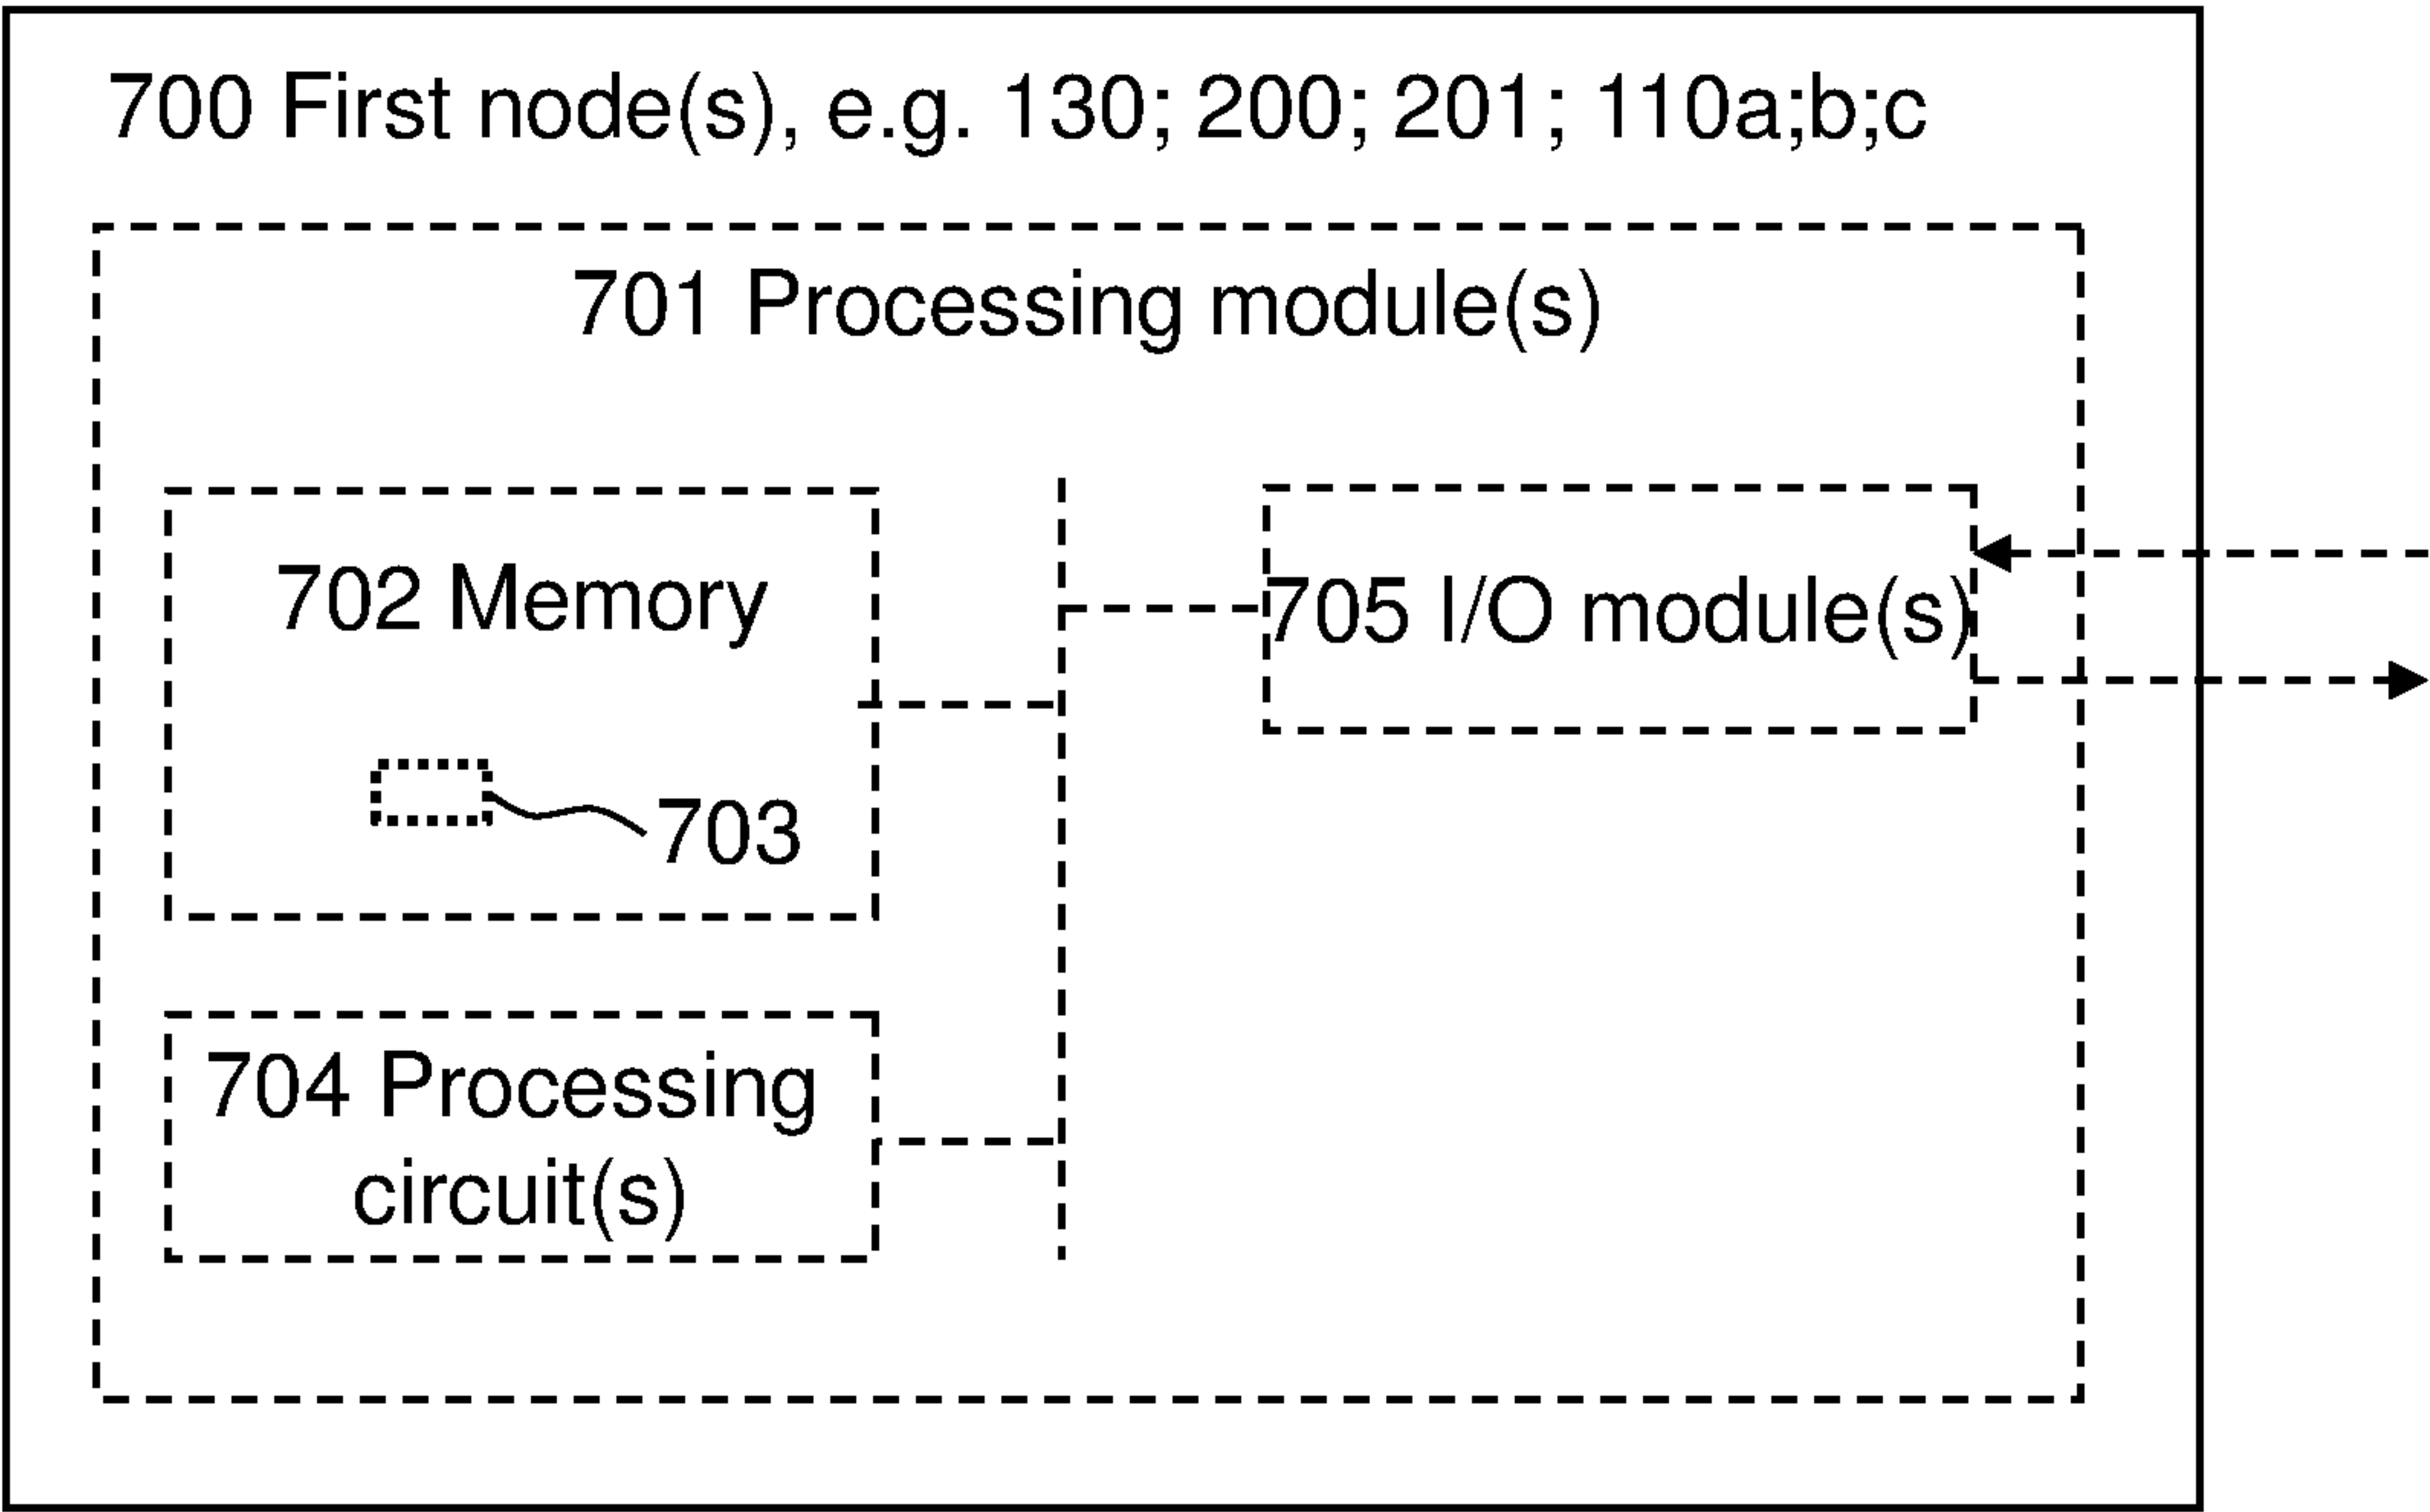 700 First node(s), e.g. 130; 200; 201; 110a;b;c
701 Processing module(s)
702 Memory
705 I/O module(s)
703
704 Processing
circuit(s)